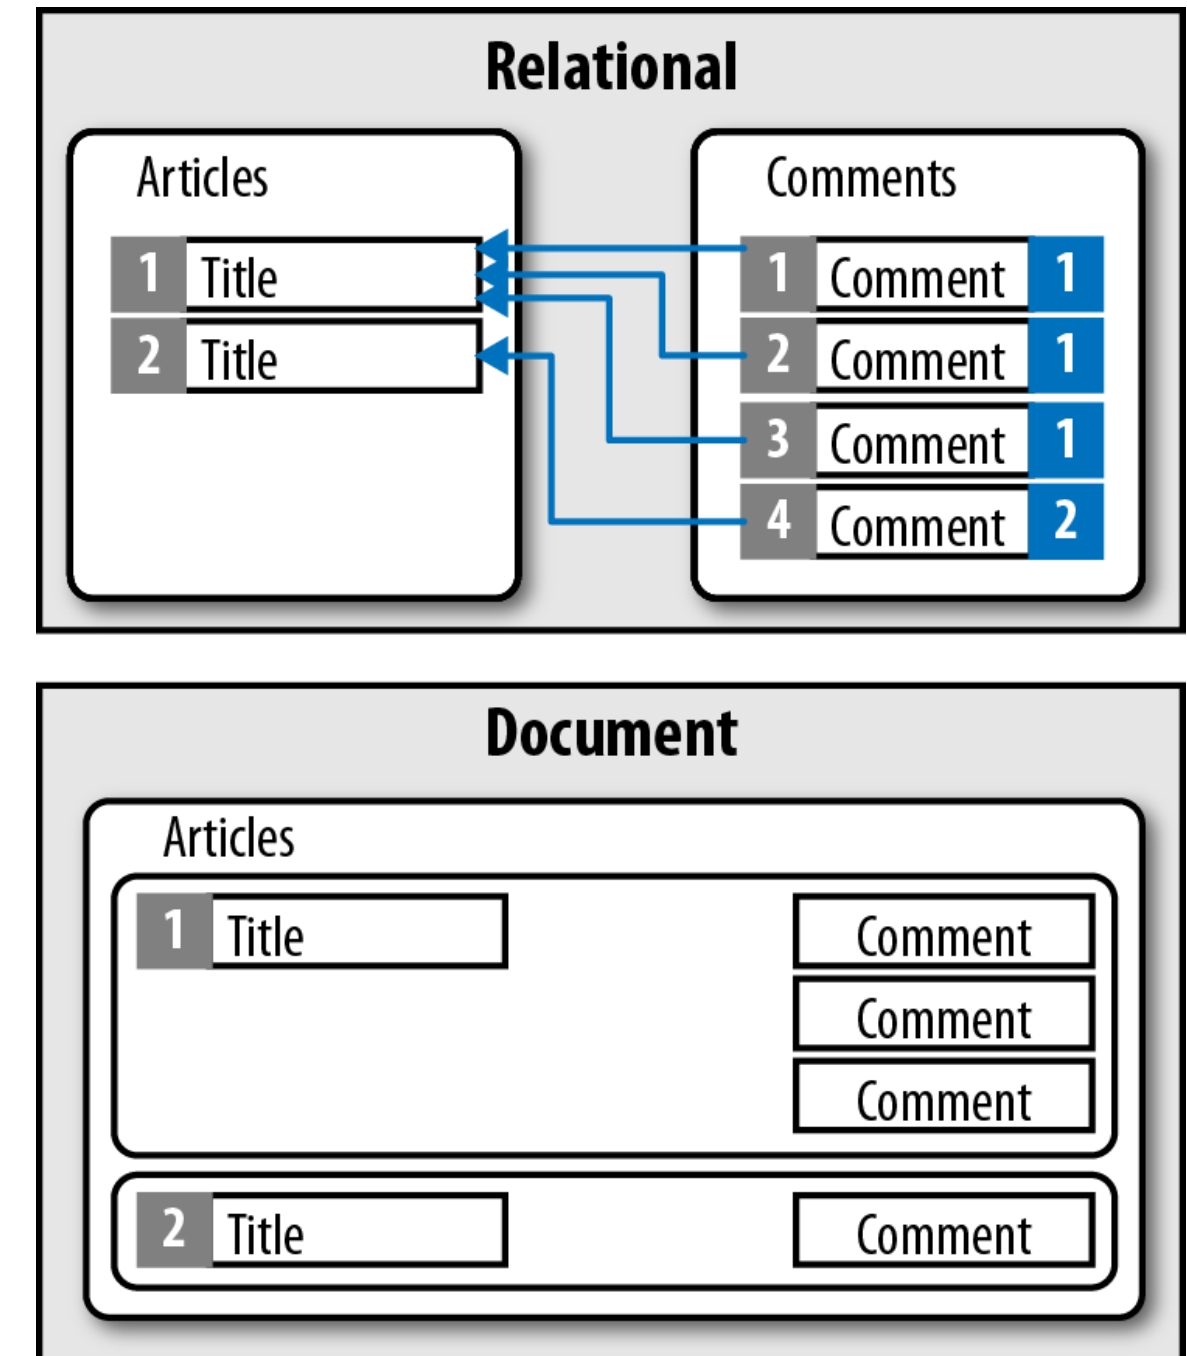 Relational
Articles
Comments
1 Title
2 Title
1 Comment 1
2 Comment 1
3 Comment 1
4 Comment 2
Document
Articles
1 Title
Comment
Comment
Comment
2 Title
Comment